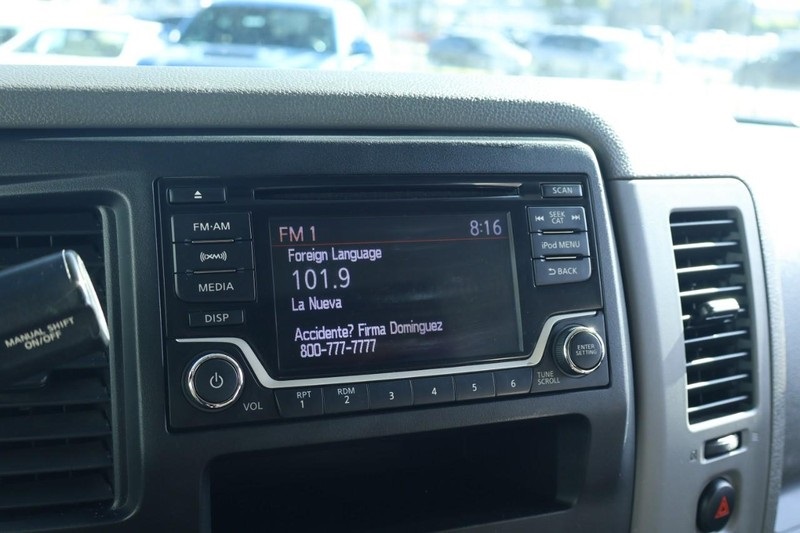 SCAN
FM-AM
SEEK
CAT
((XM))
iPod MENU
MEDIA
BACK
DISP
FM 1
8:16
Foreign Language
101.9
La Nueva
Accidente? Firma Dominguez
800-777-7777
MANUAL SHIFT
ON/OFF
ENTER
SETTING
VOL
RPT
1
RDM
2
3
4
5
6
TUNE
SCROLL